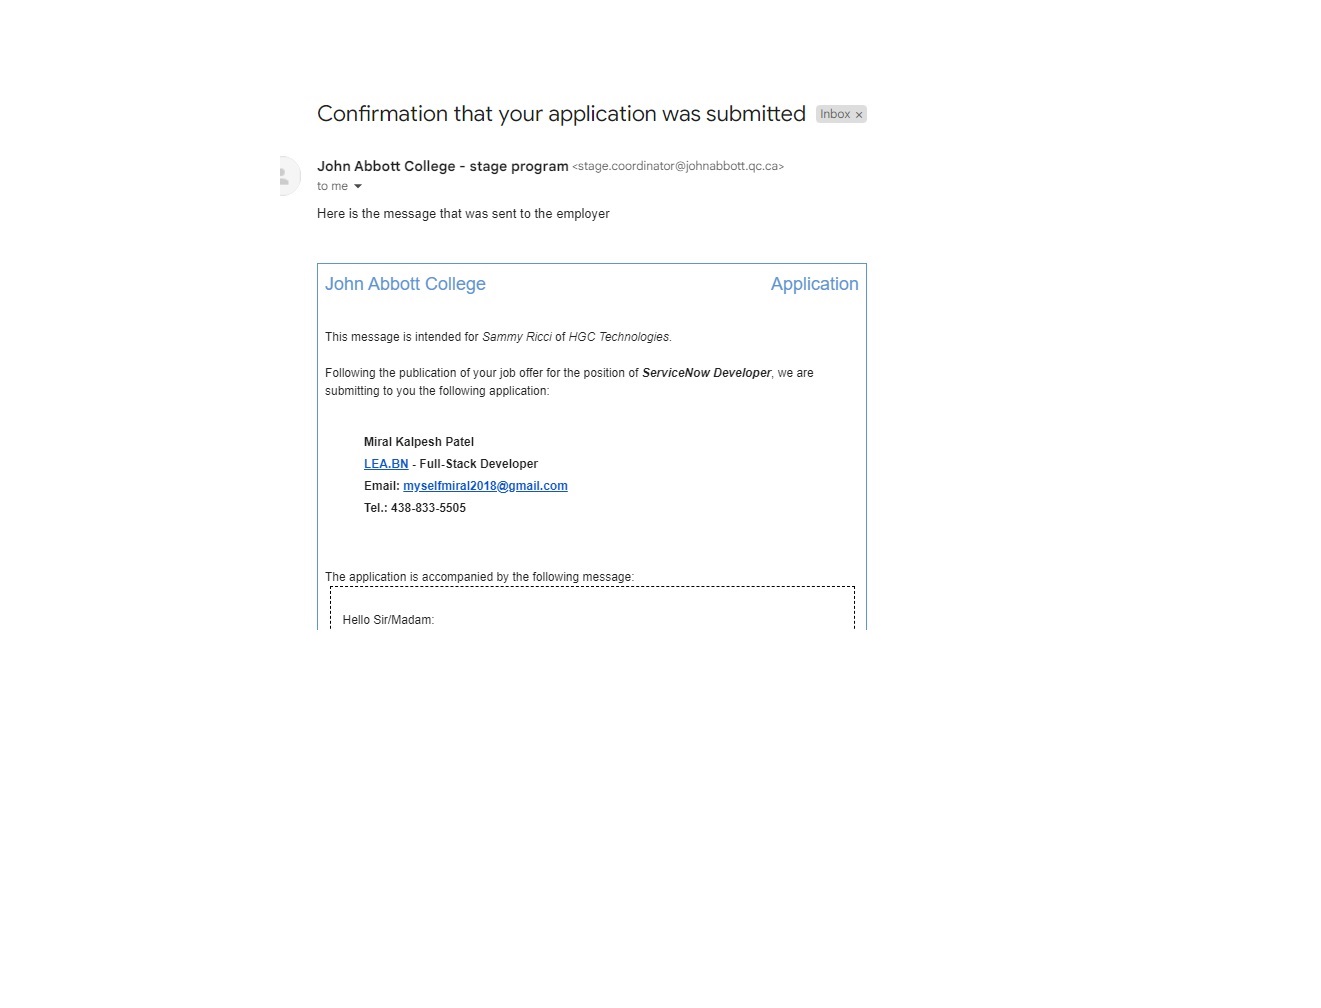 Confirmation that your application was submitted Inbox ×
John Abbott College - stage program <stage.coordinator@johnabbott.qc.ca>
to me
Here is the message that was sent to the employer
John Abbott College Application
This message is intended for Sammy Ricci of HGC Technologies.
Following the publication of your job offer for the position of ServiceNow Developer, we are
submitting to you the following application:
Miral Kalpesh Patel
LEA.BN - Full-Stack Developer
Email: myselfmiral2018@gmail.com
Tel.: 438-833-5505
The application is accompanied by the following message:
Hello Sir/Madam: